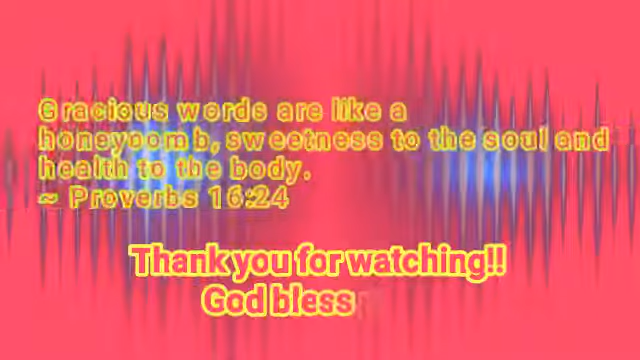 Gracious words are like a
honeycomb, sweetness to the soul and
health to the body.
~ Proverbs 16:24
Thank you for watching!!
God bless